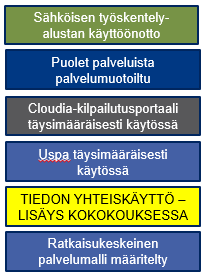 Sähköisen työskentely-
alustan käyttöönotto
Puolet palveluista
palvelumuotoiltu
Cloudia-kilpailutusportaali
täysimääräisesti käytössä
Uspa täysimääräisesti
käytössä
TIEDON YHTEISKÄYTTÖ –
LISÄYS KOKOKOUKSESSA
Ratkaisukeskeinen
palvelumalli määritelty